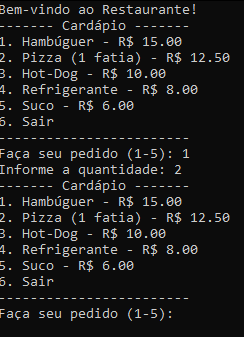 Bem-vindo ao Restaurante!
------- Cardápio -------
1. Hambúguer - R$ 15.00
2. Pizza (1 fatia) - R$ 12.50
3. Hot-Dog - R$ 10.00
4. Refrigerante - R$ 8.00
5. Suco - R$ 6.00
6. Sair
------------------------
Faça seu pedido (1-5): 1
Informe a quantidade: 2
------- Cardápio -------
1. Hambúguer - R$ 15.00
2. Pizza (1 fatia) - R$ 12.50
3. Hot-Dog - R$ 10.00
4. Refrigerante - R$ 8.00
5. Suco - R$ 6.00
6. Sair
------------------------
Faça seu pedido (1-5):